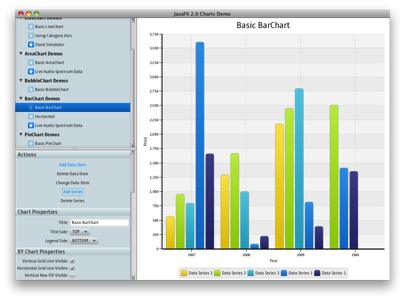 JavaFX 2.0 Charts Demo
Basic LineChart
Using Category Axis
Stock Simulator
AreaChart Demos
Basic AreaChart
Live Audio Spectrum Data
BubbleChart Demos
Basic BubbleChart
BarChart Demos
Basic BarChart
Horizontal
Live Audio Spectrum Data
PieChart Demos
Basic PieChart
Actions
Add Data Item
Delete Data Item
Change Data Item
Add Series
Delete Series
Chart Properties
Title Basic BarChart
Title Side TOP
Legend Side BOTTOM
XY Chart Properties
Vertical Grid Line Visible
Horizontal Grid Line Visible
Vertical Row Fill Visible
Basic BarChart
3,750
3,500
3,250
3,000
2,750
2,500
2,250
2,000
1,750
1,500
1,250
1,000
750
500
250
0
Price
2007 2008 2009
Year
Data Series 1 Data Series 2 Data Series 3 Data Series 1 Data Series 1